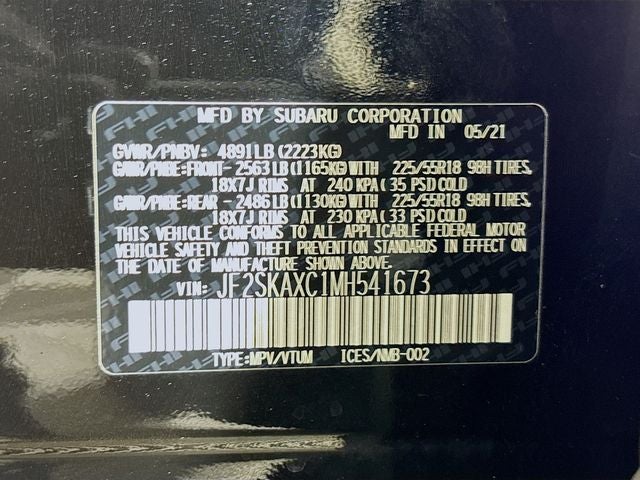 MFD BY SUBARU CORPORATION
MFD IN 05/21
GVWR/PNBV: 4891LB(2223KG)
GAWR/PNBE:FRONT-2563LB(1165KG)WITH 225/55R18 98H TIRES,
18X7J RIMS AT 240 KPA(35 PSI)COLD
GAWR/PNBE:REAR -2486LB(1130KG)WITH 225/55R18 98H TIRES,
18X7J RIMS AT 230 KPA(33 PSI)COLD
THIS VEHICLE CONFORMS TO ALL APPLICABLE FEDERAL MOTOR
VEHICLE SAFETY AND THEFT PREVENTION STANDARDS IN EFFECT ON
THE DATE OF MANUFACTURE SHOWN ABOVE.
VIN: JF2SKAXC1MH541673
TYPE:MPV/VTUM ICES/NMB-002